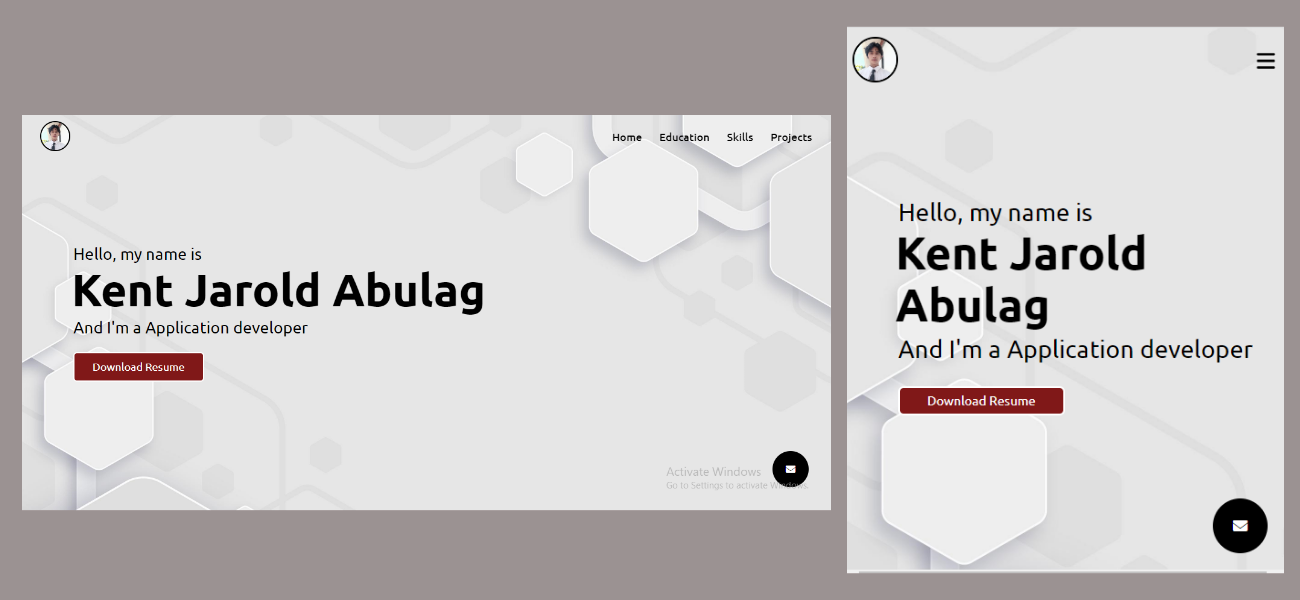 Home Education Skills Projects
Hello, my name is
Kent Jarold Abulag
And I'm a Application developer
Download Resume
Activate Windows
Go to Settings to activate Windows.
Hello, my name is
Kent Jarold
Abulag
And I'm a Application developer
Download Resume